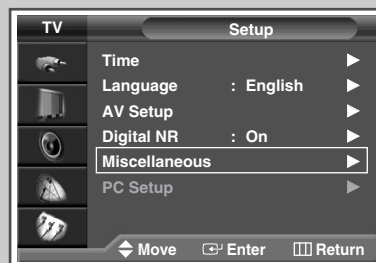 TV Setup
Time
Language : English
AV Setup
Digital NR : On
Miscellaneous
PC Setup
Move Enter Return